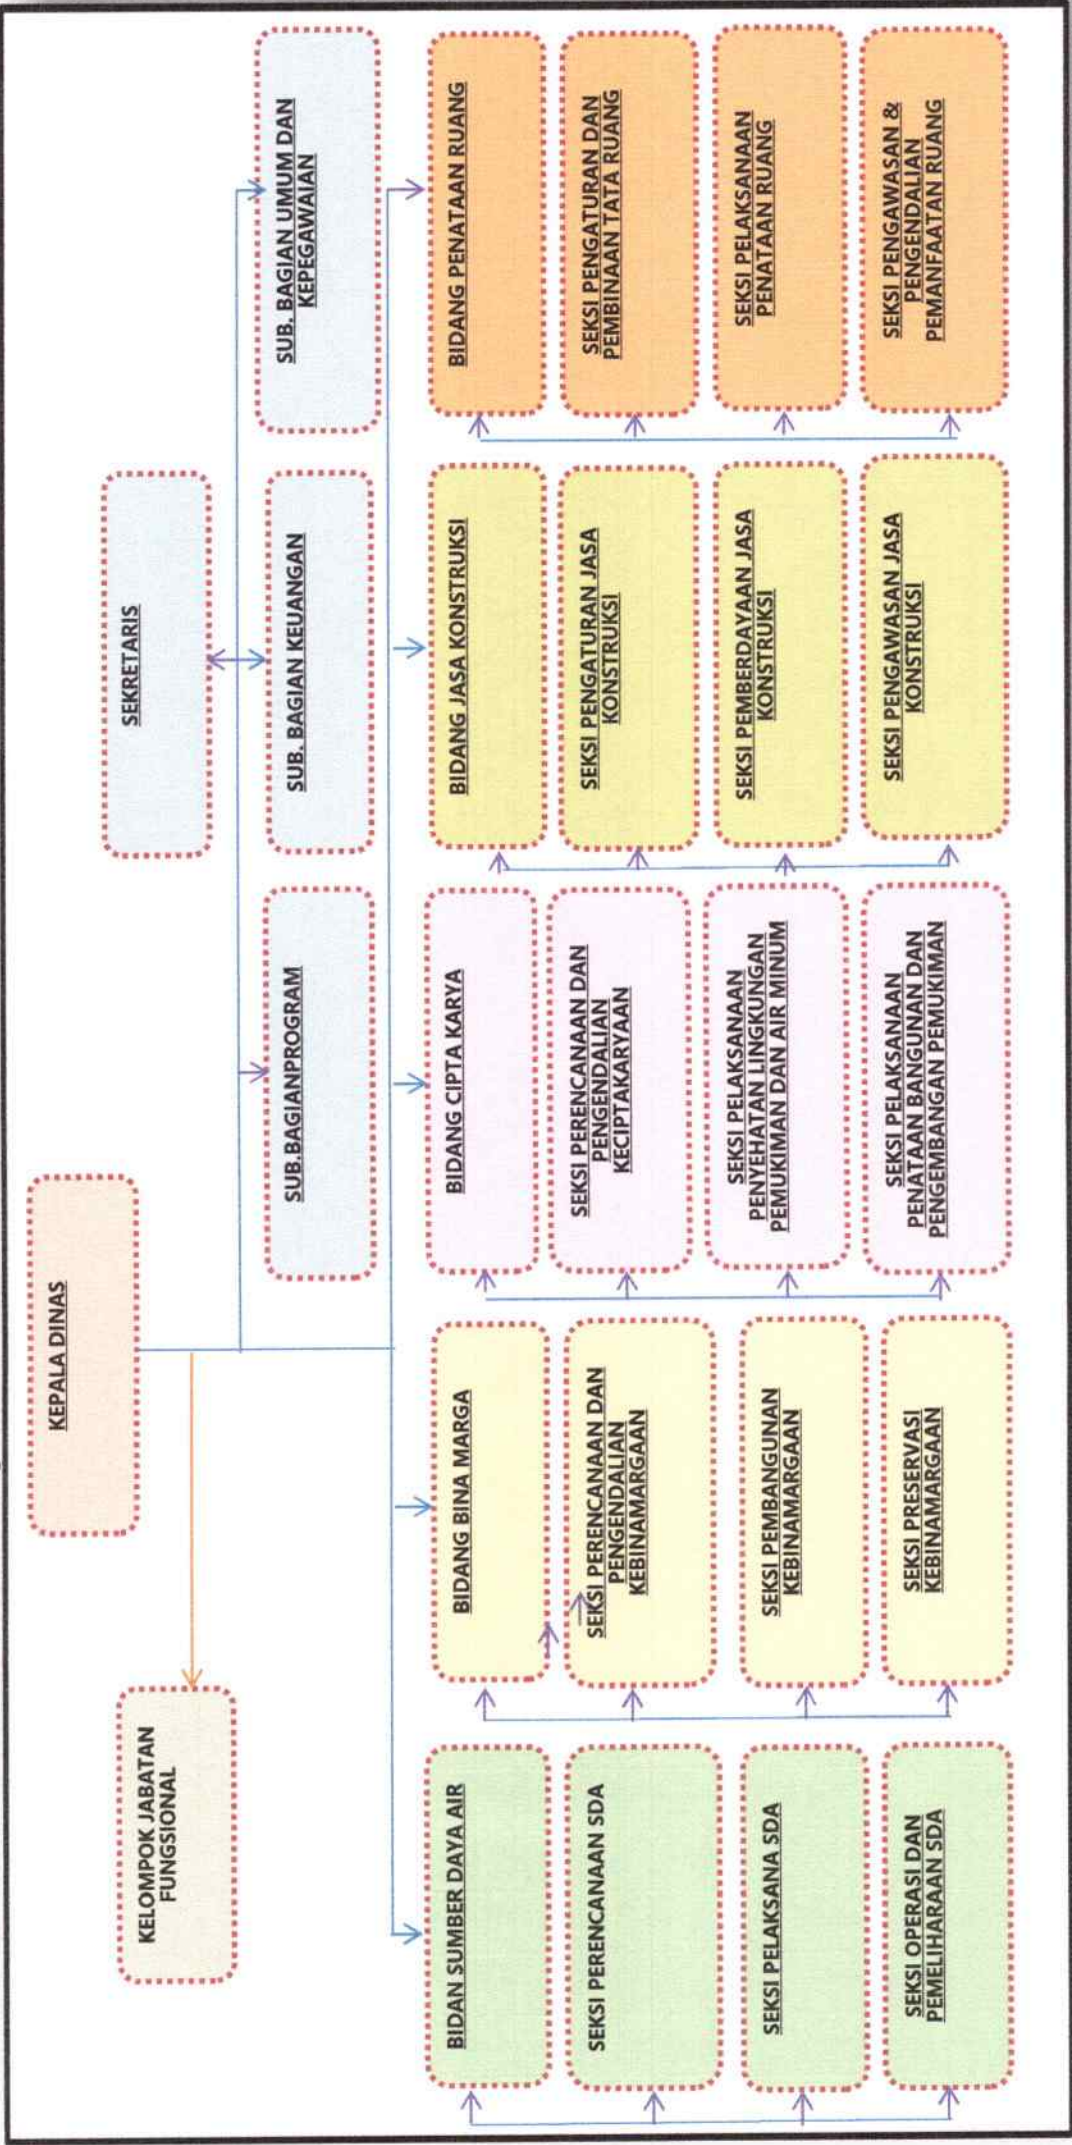 KEPALA DINAS
KELOMPOK JABATAN
FUNGSIONAL
SEKRETARIS
SUB.BAGIANPROGRAM
SUB. BAGIAN KEUANGAN
SUB. BAGIAN UMUM DAN
KEPEGAWAIAN
BIDAN SUMBER DAYA AIR
SEKSI PERENCANAAN SDA
SEKSI PELAKSANA SDA
SEKSI OPERASI DAN
PEMELIHARAAN SDA
BIDANG BINA MARGA
SEKSI PERENCANAAN DAN
PENGENDALIAN
KEBINAMARGAAN
SEKSI PEMBANGUNAN
KEBINAMARGAAN
SEKSI PRESERVASI
KEBINAMARGAAN
BIDANG CIPTA KARYA
SEKSI PERENCANAAN DAN
PENGENDALIAN
KECIPTAKARYAAN
SEKSI PELAKSANAAN
PENYEHATAN LINGKUNGAN
PEMUKIMAN DAN AIR MINUM
SEKSI PELAKSANAAN
PENATAAN BANGUNAN DAN
PENGEMBANGAN PEMUKIMAN
BIDANG JASA KONSTRUKSI
SEKSI PENGATURAN JASA
KONSTRUKSI
SEKSI PEMBERDAYAAN JASA
KONSTRUKSI
SEKSI PENGAWASAN JASA
KONSTRUKSI
BIDANG PENATAAN RUANG
SEKSI PENGATURAN DAN
PEMBINAAN TATA RUANG
SEKSI PELAKSANAAN
PENATAAN RUANG
SEKSI PENGAWASAN &
PENGENDALIAN
PEMANFAATAN RUANG